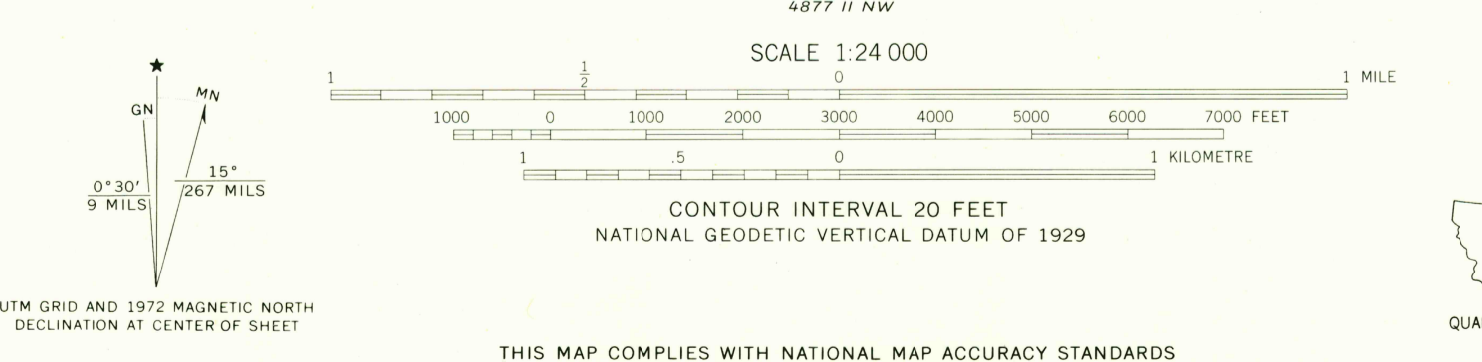 4877 II NW
SCALE 1:24 000
1 1/2 0 1 MILE
1000 0 1000 2000 3000 4000 5000 6000 7000 FEET
1 .5 0 1 KILOMETRE
CONTOUR INTERVAL 20 FEET
NATIONAL GEODETIC VERTICAL DATUM OF 1929
★
GN
MN
0°30′
9 MILS
15°
267 MILS
UTM GRID AND 1972 MAGNETIC NORTH
DECLINATION AT CENTER OF SHEET
THIS MAP COMPLIES WITH NATIONAL MAP ACCURACY STANDARDS